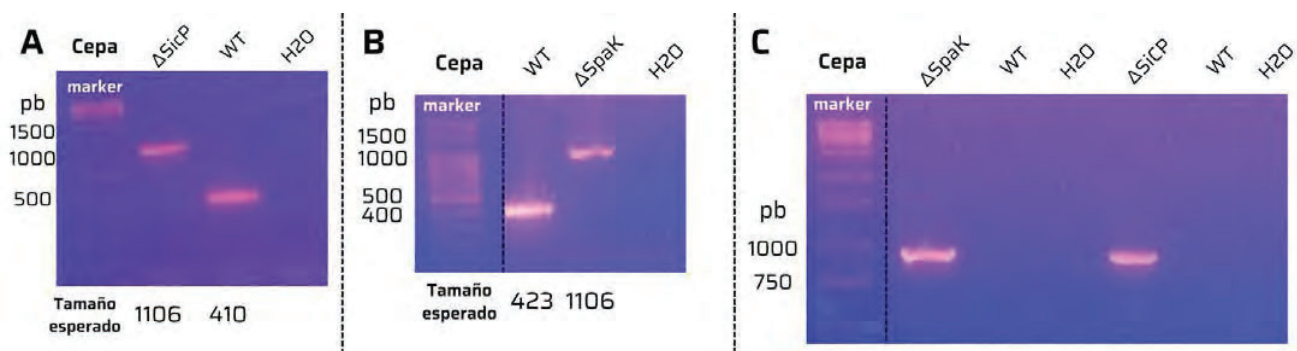 A
Cepa ΔSicP WT H2O
marker
pb
1500
1000
500
Tamaño
esperado
1106 410
B
Cepa WT ΔSpaK H2O
pb
marker
1500
1000
500
400
Tamaño
esperado
423 1106
C
Cepa ΔSpaK WT H2O ΔSiCP WT H2O
marker
pb
1000
750